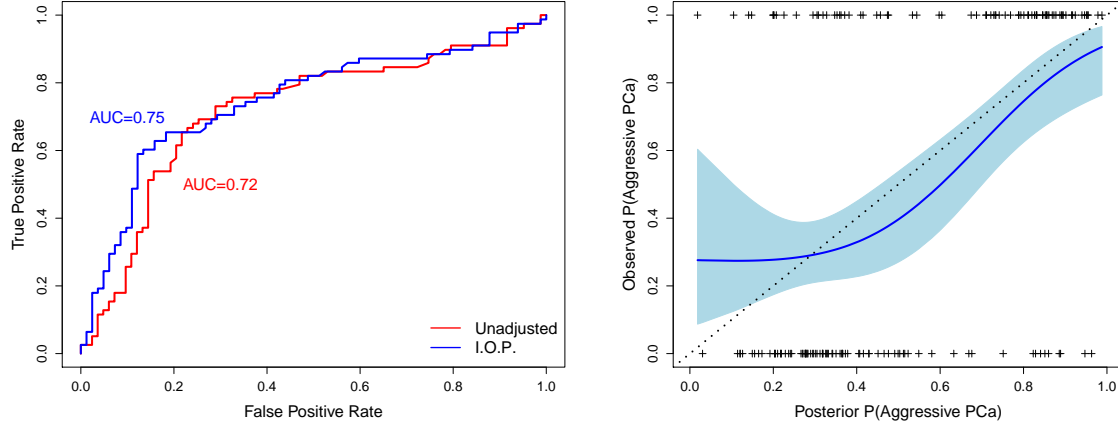 1.0
0.8
0.6
0.4
0.2
0.0
True Positive Rate
AUC=0.75
AUC=0.72
Unadjusted
I.O.P.
0.0 0.2 0.4 0.6 0.8 1.0
False Positive Rate
1.0
0.8
0.6
0.4
0.2
0.0
Observed P(Aggressive PCa)
0.0 0.2 0.4 0.6 0.8 1.0
Posterior P(Aggressive PCa)